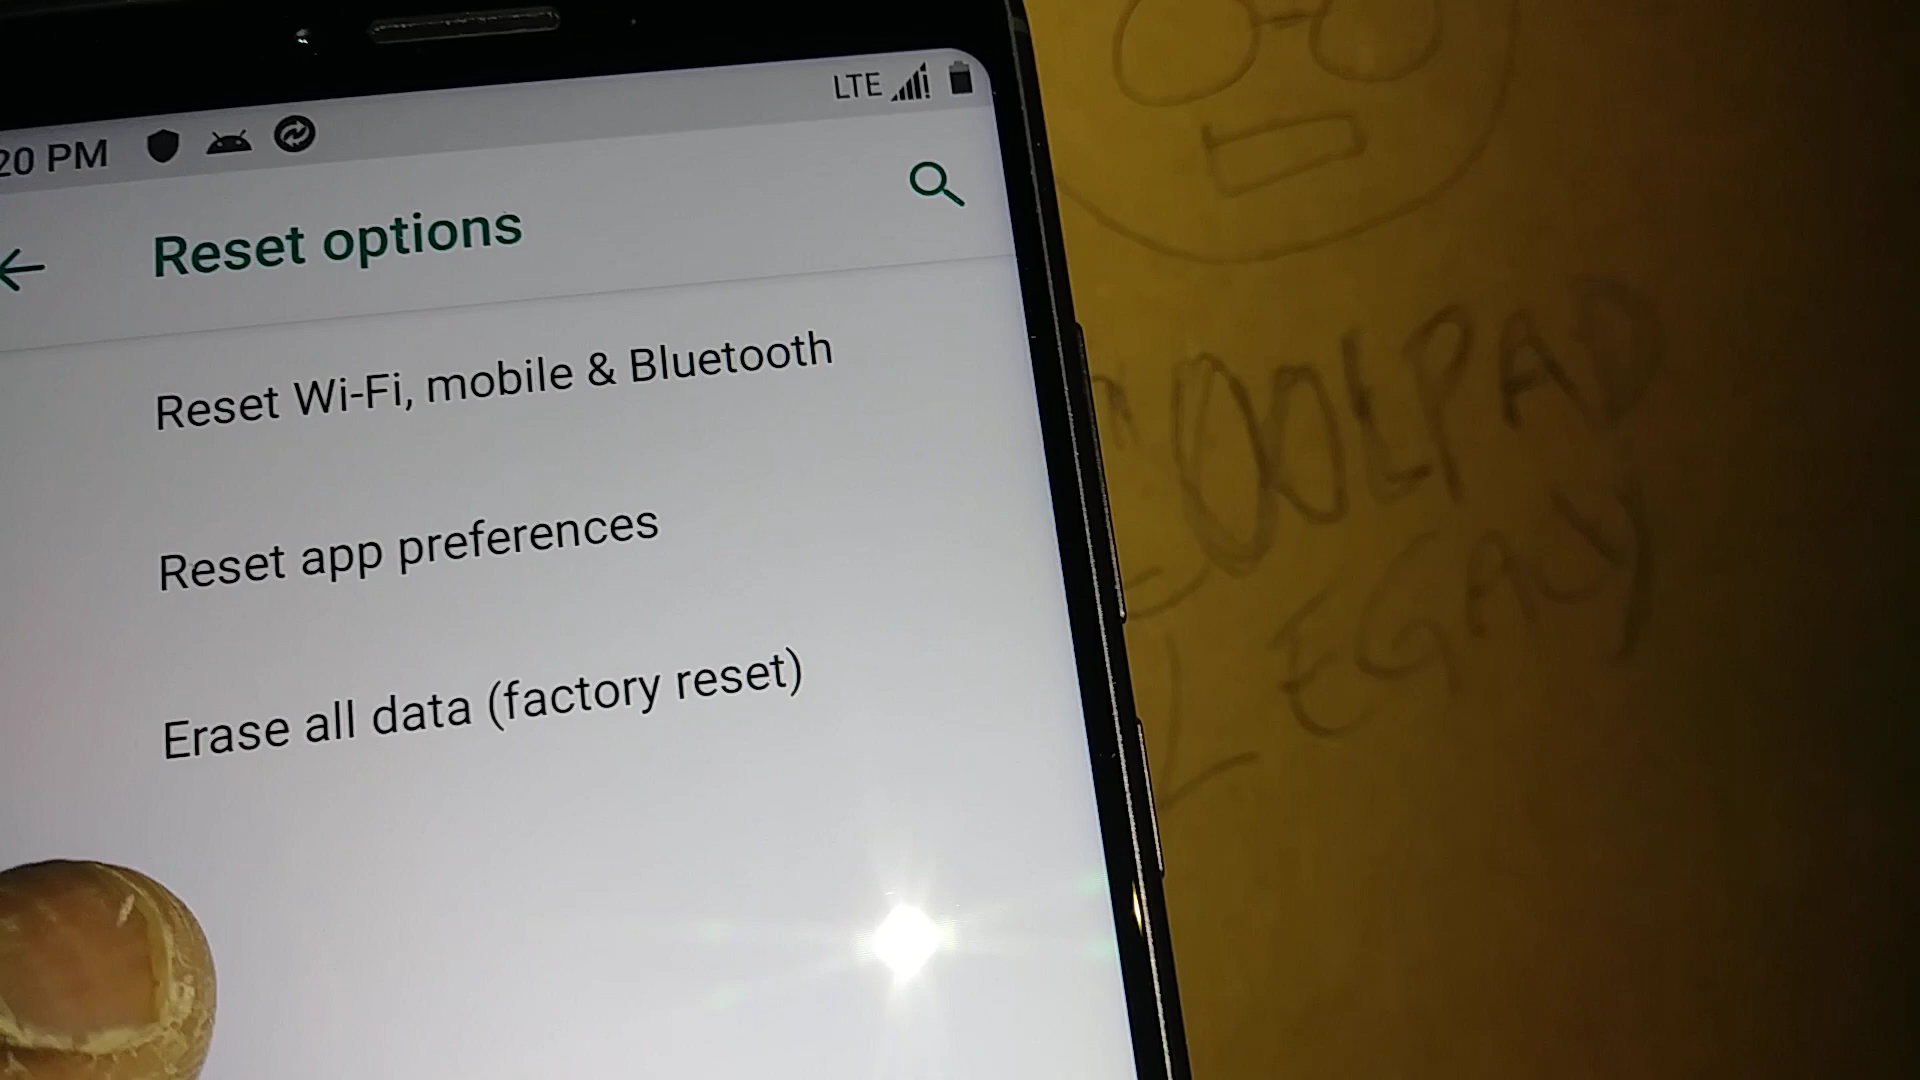 20 PM LTE
Reset options
Reset Wi-Fi, mobile & Bluetooth
Reset app preferences
Erase all data (factory reset)
COOLPAD
LEGACY